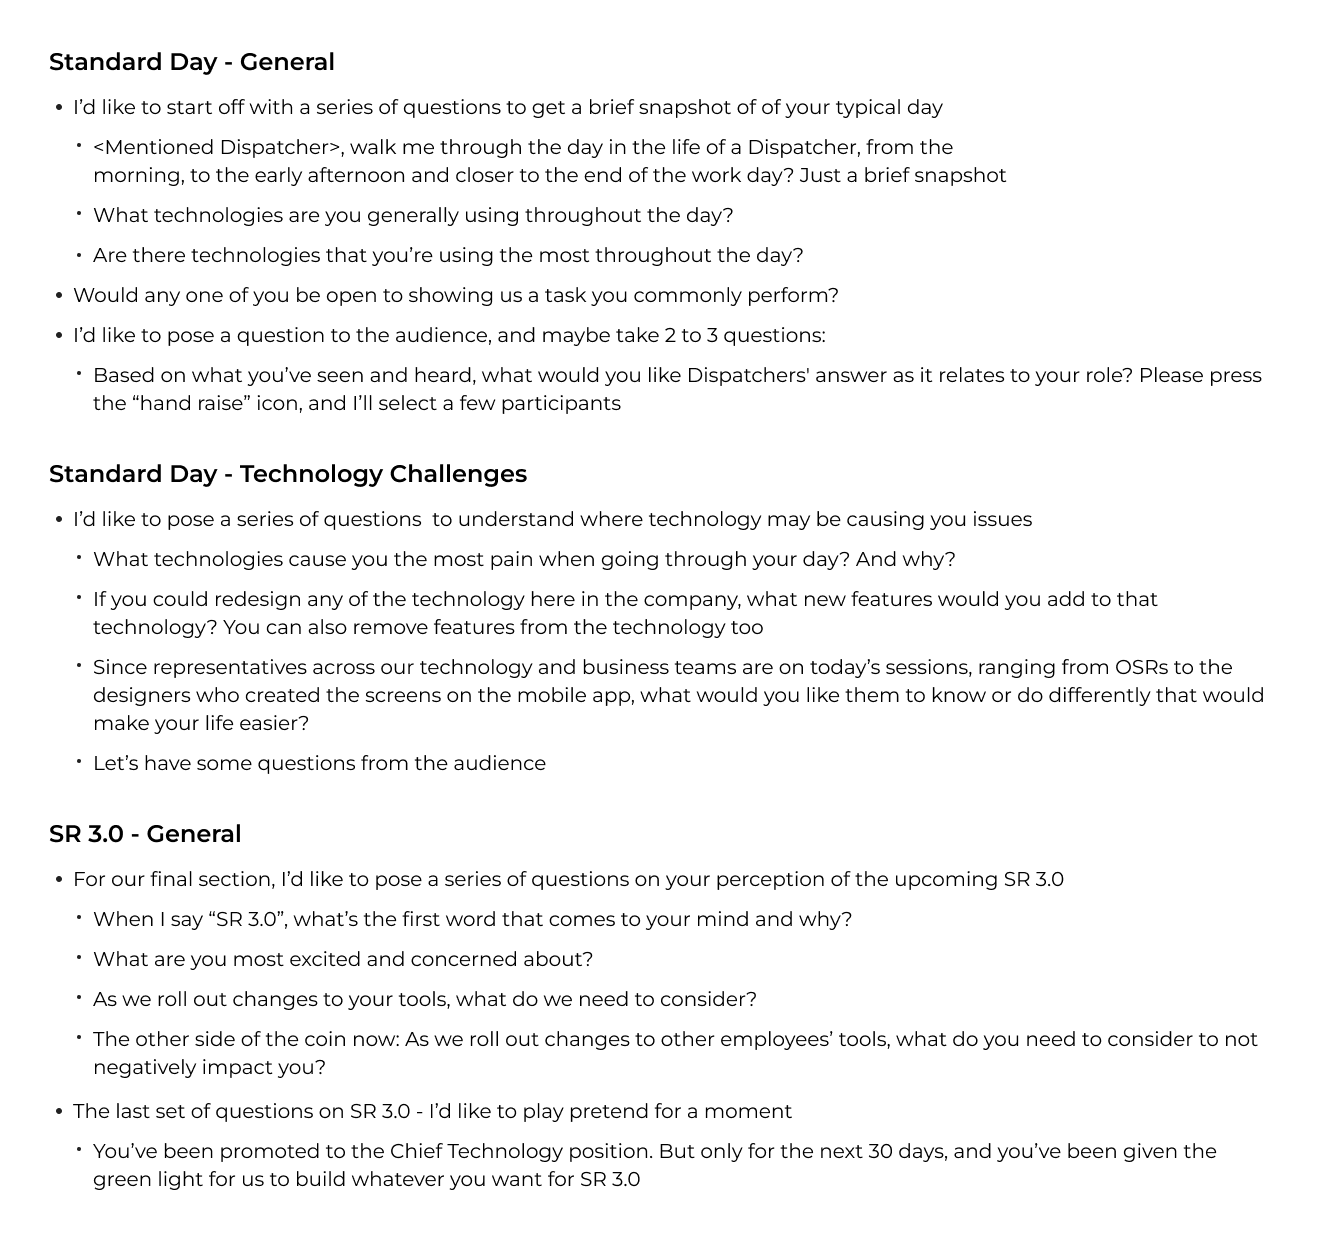 Standard Day - General
• I’d like to start off with a series of questions to get a brief snapshot of of your typical day
• <Mentioned Dispatcher>, walk me through the day in the life of a Dispatcher, from the
morning, to the early afternoon and closer to the end of the work day? Just a brief snapshot
• What technologies are you generally using throughout the day?
• Are there technologies that you’re using the most throughout the day?
• Would any one of you be open to showing us a task you commonly perform?
• I’d like to pose a question to the audience, and maybe take 2 to 3 questions:
• Based on what you’ve seen and heard, what would you like Dispatchers' answer as it relates to your role? Please press
the “hand raise” icon, and I’ll select a few participants
Standard Day - Technology Challenges
• I’d like to pose a series of questions  to understand where technology may be causing you issues
• What technologies cause you the most pain when going through your day? And why?
• If you could redesign any of the technology here in the company, what new features would you add to that
technology? You can also remove features from the technology too
• Since representatives across our technology and business teams are on today’s sessions, ranging from OSRs to the
designers who created the screens on the mobile app, what would you like them to know or do differently that would
make your life easier?
• Let’s have some questions from the audience
SR 3.0 - General
• For our final section, I’d like to pose a series of questions on your perception of the upcoming SR 3.0
• When I say “SR 3.0”, what’s the first word that comes to your mind and why?
• What are you most excited and concerned about?
• As we roll out changes to your tools, what do we need to consider?
• The other side of the coin now: As we roll out changes to other employees’ tools, what do you need to consider to not
negatively impact you?
• The last set of questions on SR 3.0 - I’d like to play pretend for a moment
• You’ve been promoted to the Chief Technology position. But only for the next 30 days, and you’ve been given the
green light for us to build whatever you want for SR 3.0